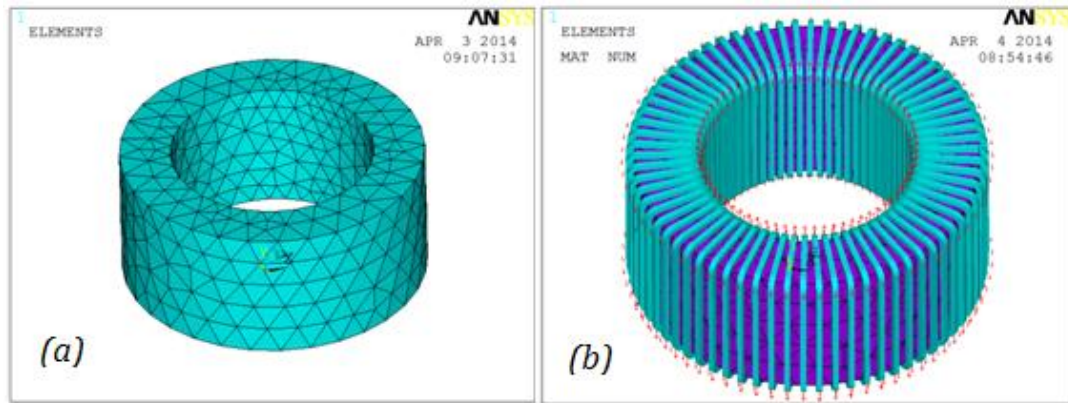 1
ELEMENTS
ANSYS
APR 3 2014
09:07:31
(a)
1
ELEMENTS
MAT NUM
ANSYS
APR 4 2014
08:54:46
(b)